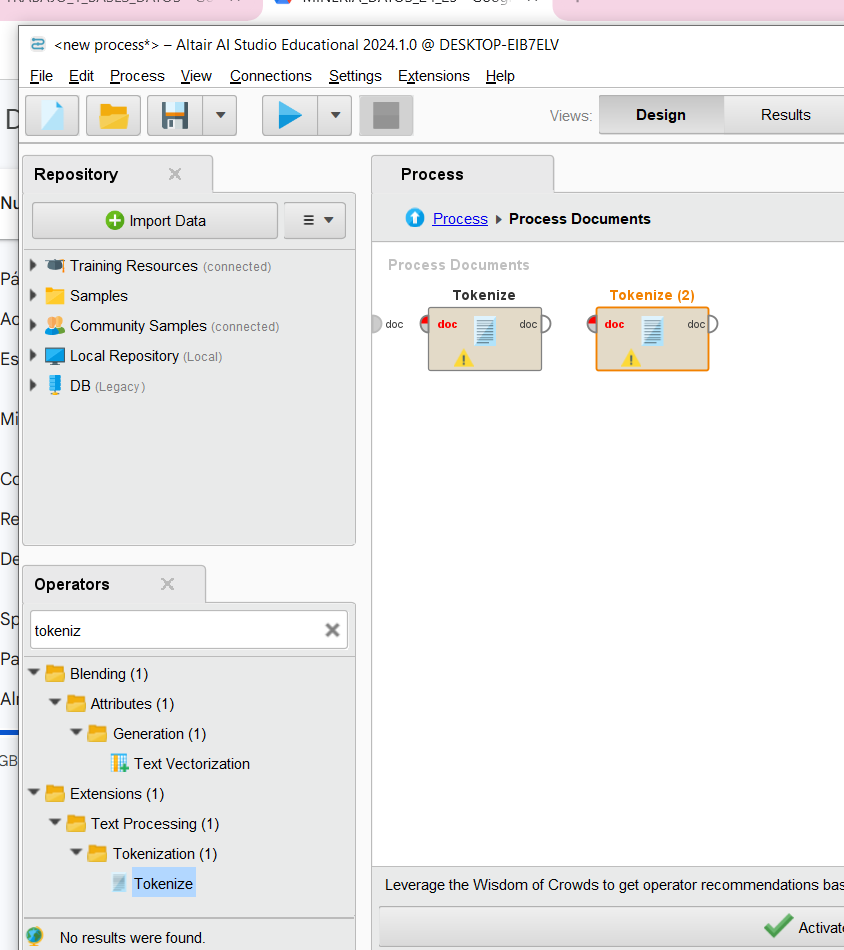 <new process*> – Altair AI Studio Educational 2024.1.0 @ DESKTOP-EIB7ELV
File Edit Process View Connections Settings Extensions Help
Views: Design Results
Repository
Import Data
Training Resources (connected)
Samples
Community Samples (connected)
Local Repository (Local)
DB (Legacy)
Operators
tokeniz
Blending (1)
Attributes (1)
Generation (1)
Text Vectorization
Extensions (1)
Text Processing (1)
Tokenization (1)
Tokenize
No results were found.
Process
Process Process Documents
Process Documents
Tokenize Tokenize (2)
doc doc doc doc doc
Leverage the Wisdom of Crowds to get operator recommendations bas
Activate